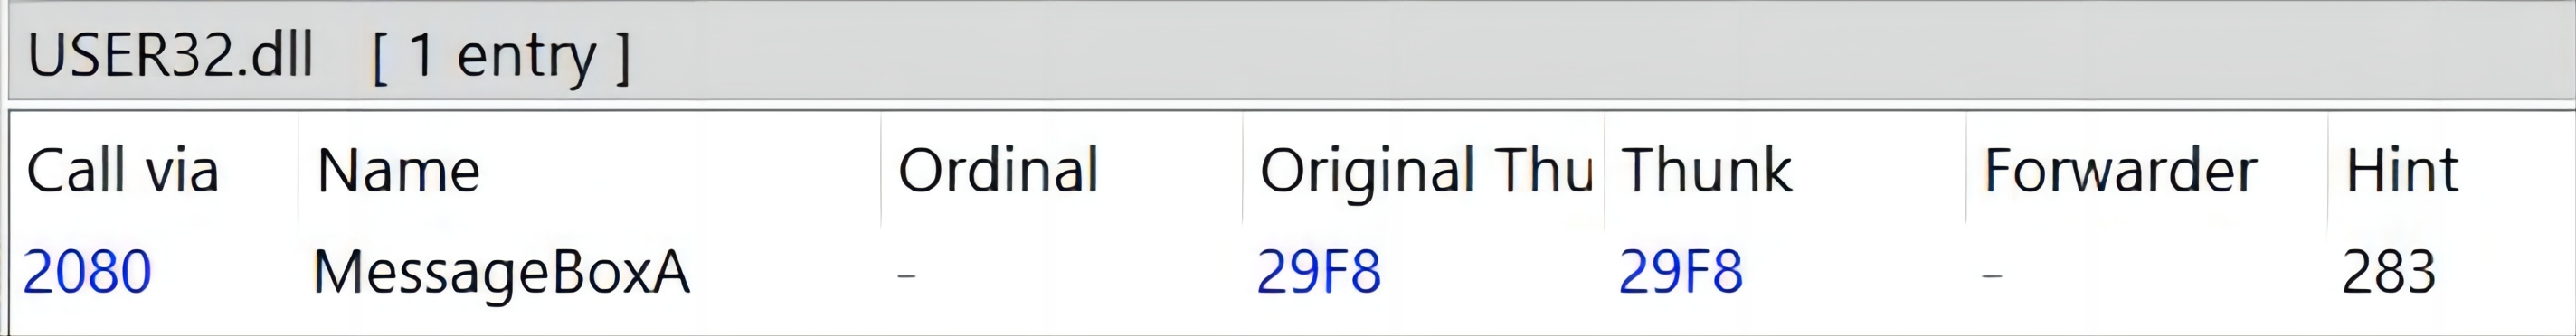 USER32.dll [ 1 entry ]
Call via Name Ordinal Original Thu Thunk Forwarder Hint
2080 MessageBoxA - 29F8 29F8 - 283